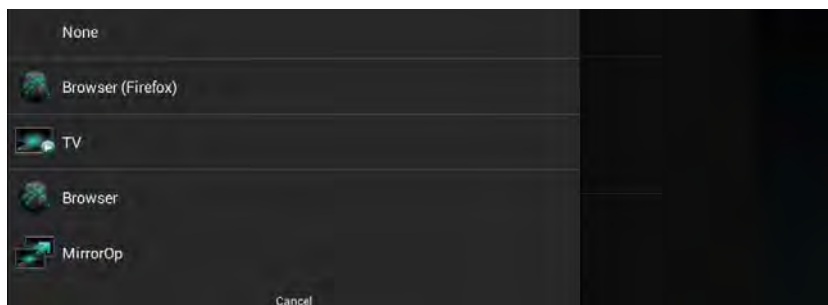 None
Browser (Firefox)
TV
Browser
MirrorOp
Cancel